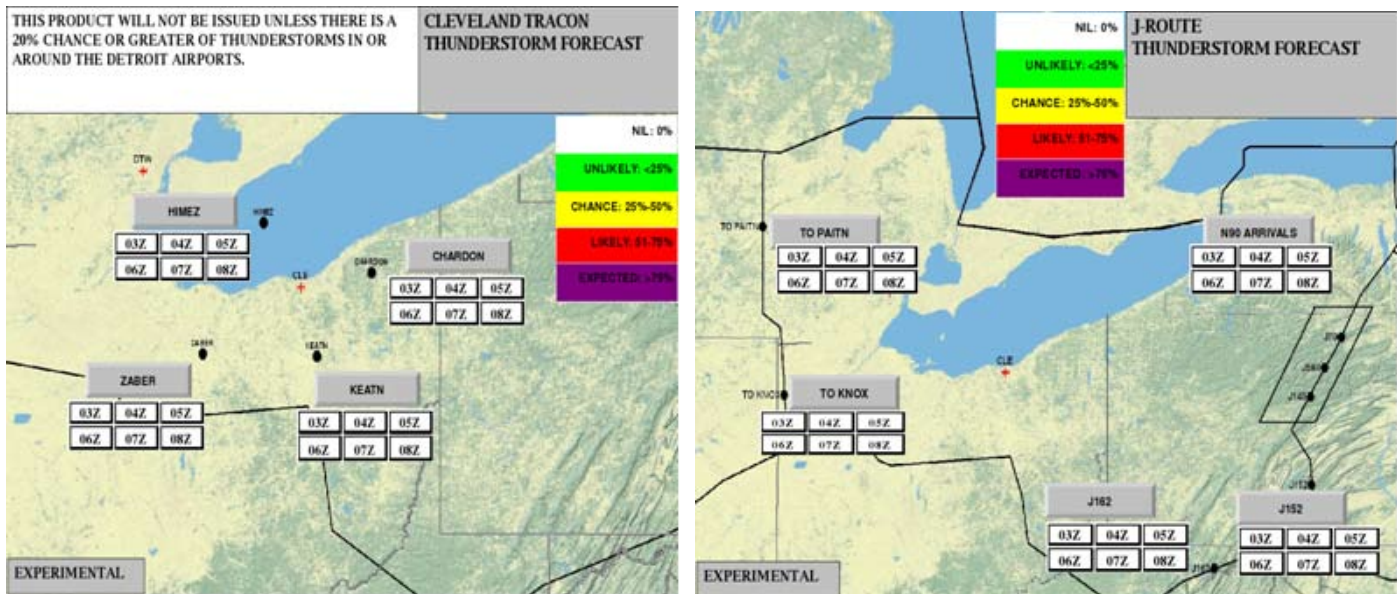 THIS PRODUCT WILL NOT BE ISSUED UNLESS THERE IS A
20% CHANCE OR GREATER OF THUNDERSTORMS IN OR
AROUND THE DETROIT AIRPORTS.
CLEVELAND TRACON
THUNDERSTORM FORECAST
NIL: 0%
UNLIKELY: <25%
CHANCE: 25%-50%
LIKELY: 51-75%
EXPECTED: >75%
DTW
HIMEZ
HIMEZ
03Z 04Z 05Z
06Z 07Z 08Z
CHARDON
CHARDON
03Z 04Z 05Z
06Z 07Z 08Z
CLE
ZABER
KEATN
ZABER
03Z 04Z 05Z
06Z 07Z 08Z
KEATN
03Z 04Z 05Z
06Z 07Z 08Z
EXPERIMENTAL
J-ROUTE
THUNDERSTORM FORECAST
NIL: 0%
UNLIKELY: <25%
CHANCE: 25%-50%
LIKELY: 51-75%
EXPECTED: >75%
TO PAITN
TO PAITN
03Z 04Z 05Z
06Z 07Z 08Z
N90 ARRIVALS
03Z 04Z 05Z
06Z 07Z 08Z
CLE
TO KNOX
TO KNOX
03Z 04Z 05Z
06Z 07Z 08Z
J152
J162
03Z 04Z 05Z
06Z 07Z 08Z
J152
03Z 04Z 05Z
06Z 07Z 08Z
EXPERIMENTAL